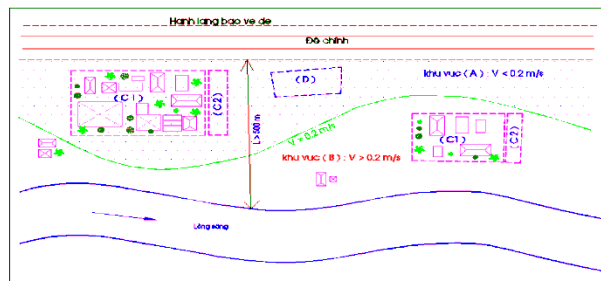 Hanh lang bao ve de
Đê chính
khu vuc ( A ) : V < 0.2 m/s
( D )
( C 1 )
( C2 )
L > 500 m
V = 0.2 m/s
( C1 )
( C2 )
khu vuc ( B ) : V > 0.2 m/s
Lòng sông